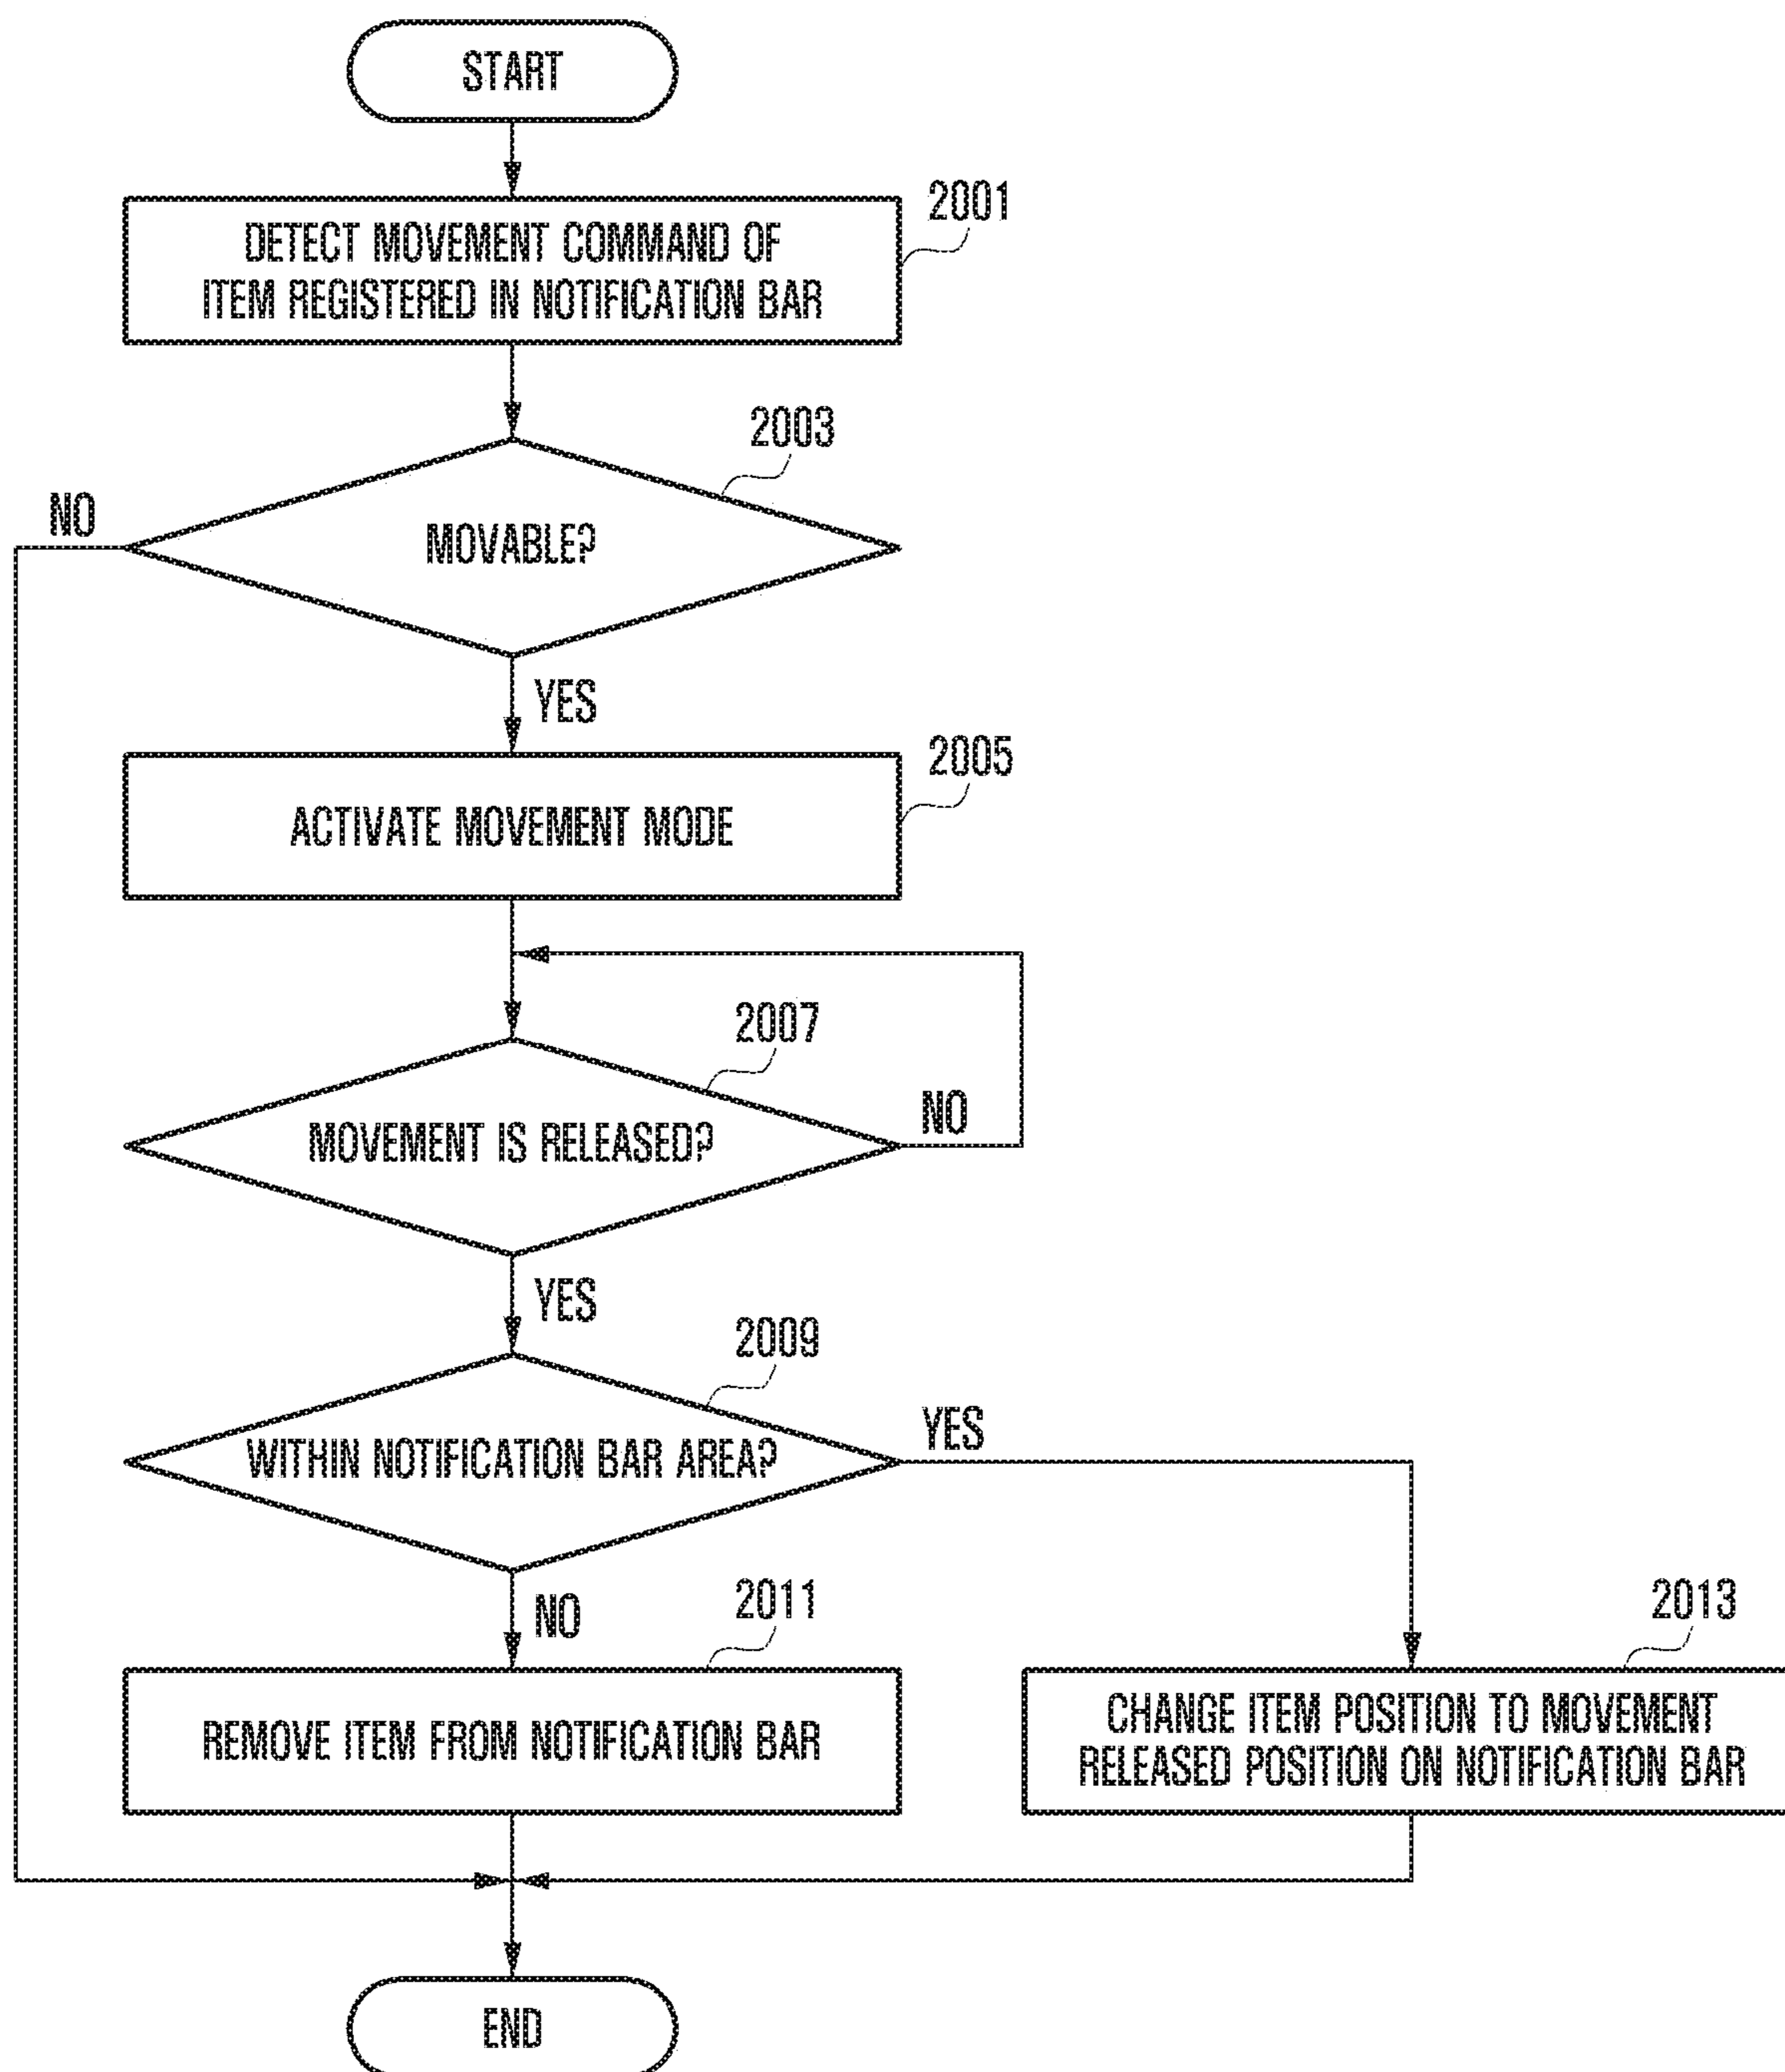 START
2001
DETECT MOVEMENT COMMAND OF
ITEM REGISTERED IN NOTIFICATION BAR
2003
NO
MOVABLE?
YES
2005
ACTIVATE MOVEMENT MODE
2007
NO
MOVEMENT IS RELEASED?
YES
2009
YES
WITHIN NOTIFICATION BAR AREA?
NO
2011
2013
REMOVE ITEM FROM NOTIFICATION BAR
CHANGE ITEM POSITION TO MOVEMENT
RELEASED POSITION ON NOTIFICATION BAR
END